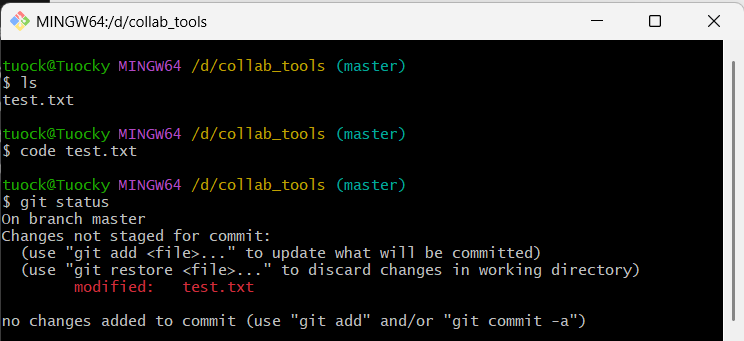 MINGW64:/d/collab_tools
tuock@Tuocky MINGW64 /d/collab_tools (master)
$ ls
test.txt
tuock@Tuocky MINGW64 /d/collab_tools (master)
$ code test.txt
tuock@Tuocky MINGW64 /d/collab_tools (master)
$ git status
On branch master
Changes not staged for commit:
  (use "git add <file>..." to update what will be committed)
  (use "git restore <file>..." to discard changes in working directory)
        modified:   test.txt
no changes added to commit (use "git add" and/or "git commit -a")